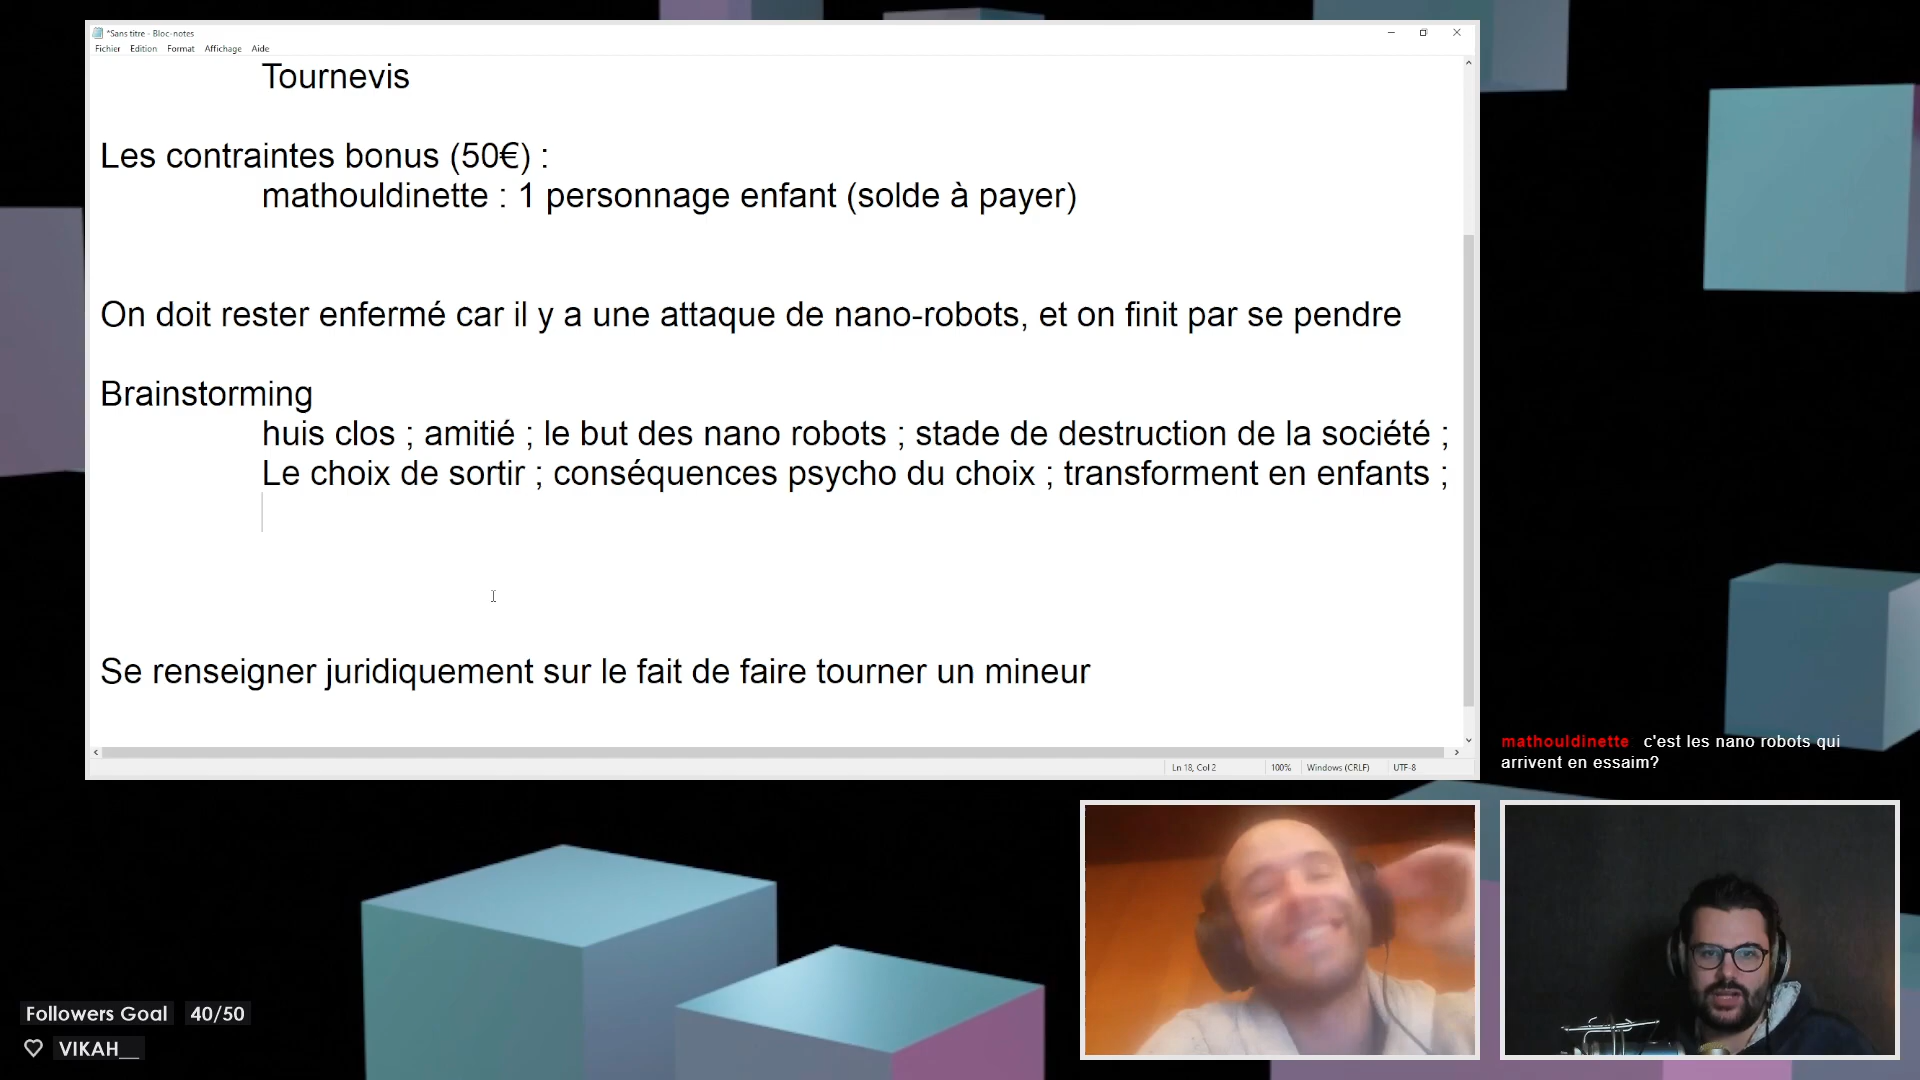 *Sans titre - Bloc-notes
Fichier Edition Format Affichage Aide
Tournevis
Les contraintes bonus (50€) :
mathouldinette : 1 personnage enfant (solde à payer)
On doit rester enfermé car il y a une attaque de nano-robots, et on finit par se pendre
Brainstorming
huis clos ; amitié ; le but des nano robots ; stade de destruction de la société ;
Le choix de sortir ; conséquences psycho du choix ; transforment en enfants ;
Se renseigner juridiquement sur le fait de faire tourner un mineur
Ln 18, Col 2 100% Windows (CRLF) UTF-8
mathouldinette c'est les nano robots qui
arrivent en essaim?
Followers Goal 40/50
VIKAH__